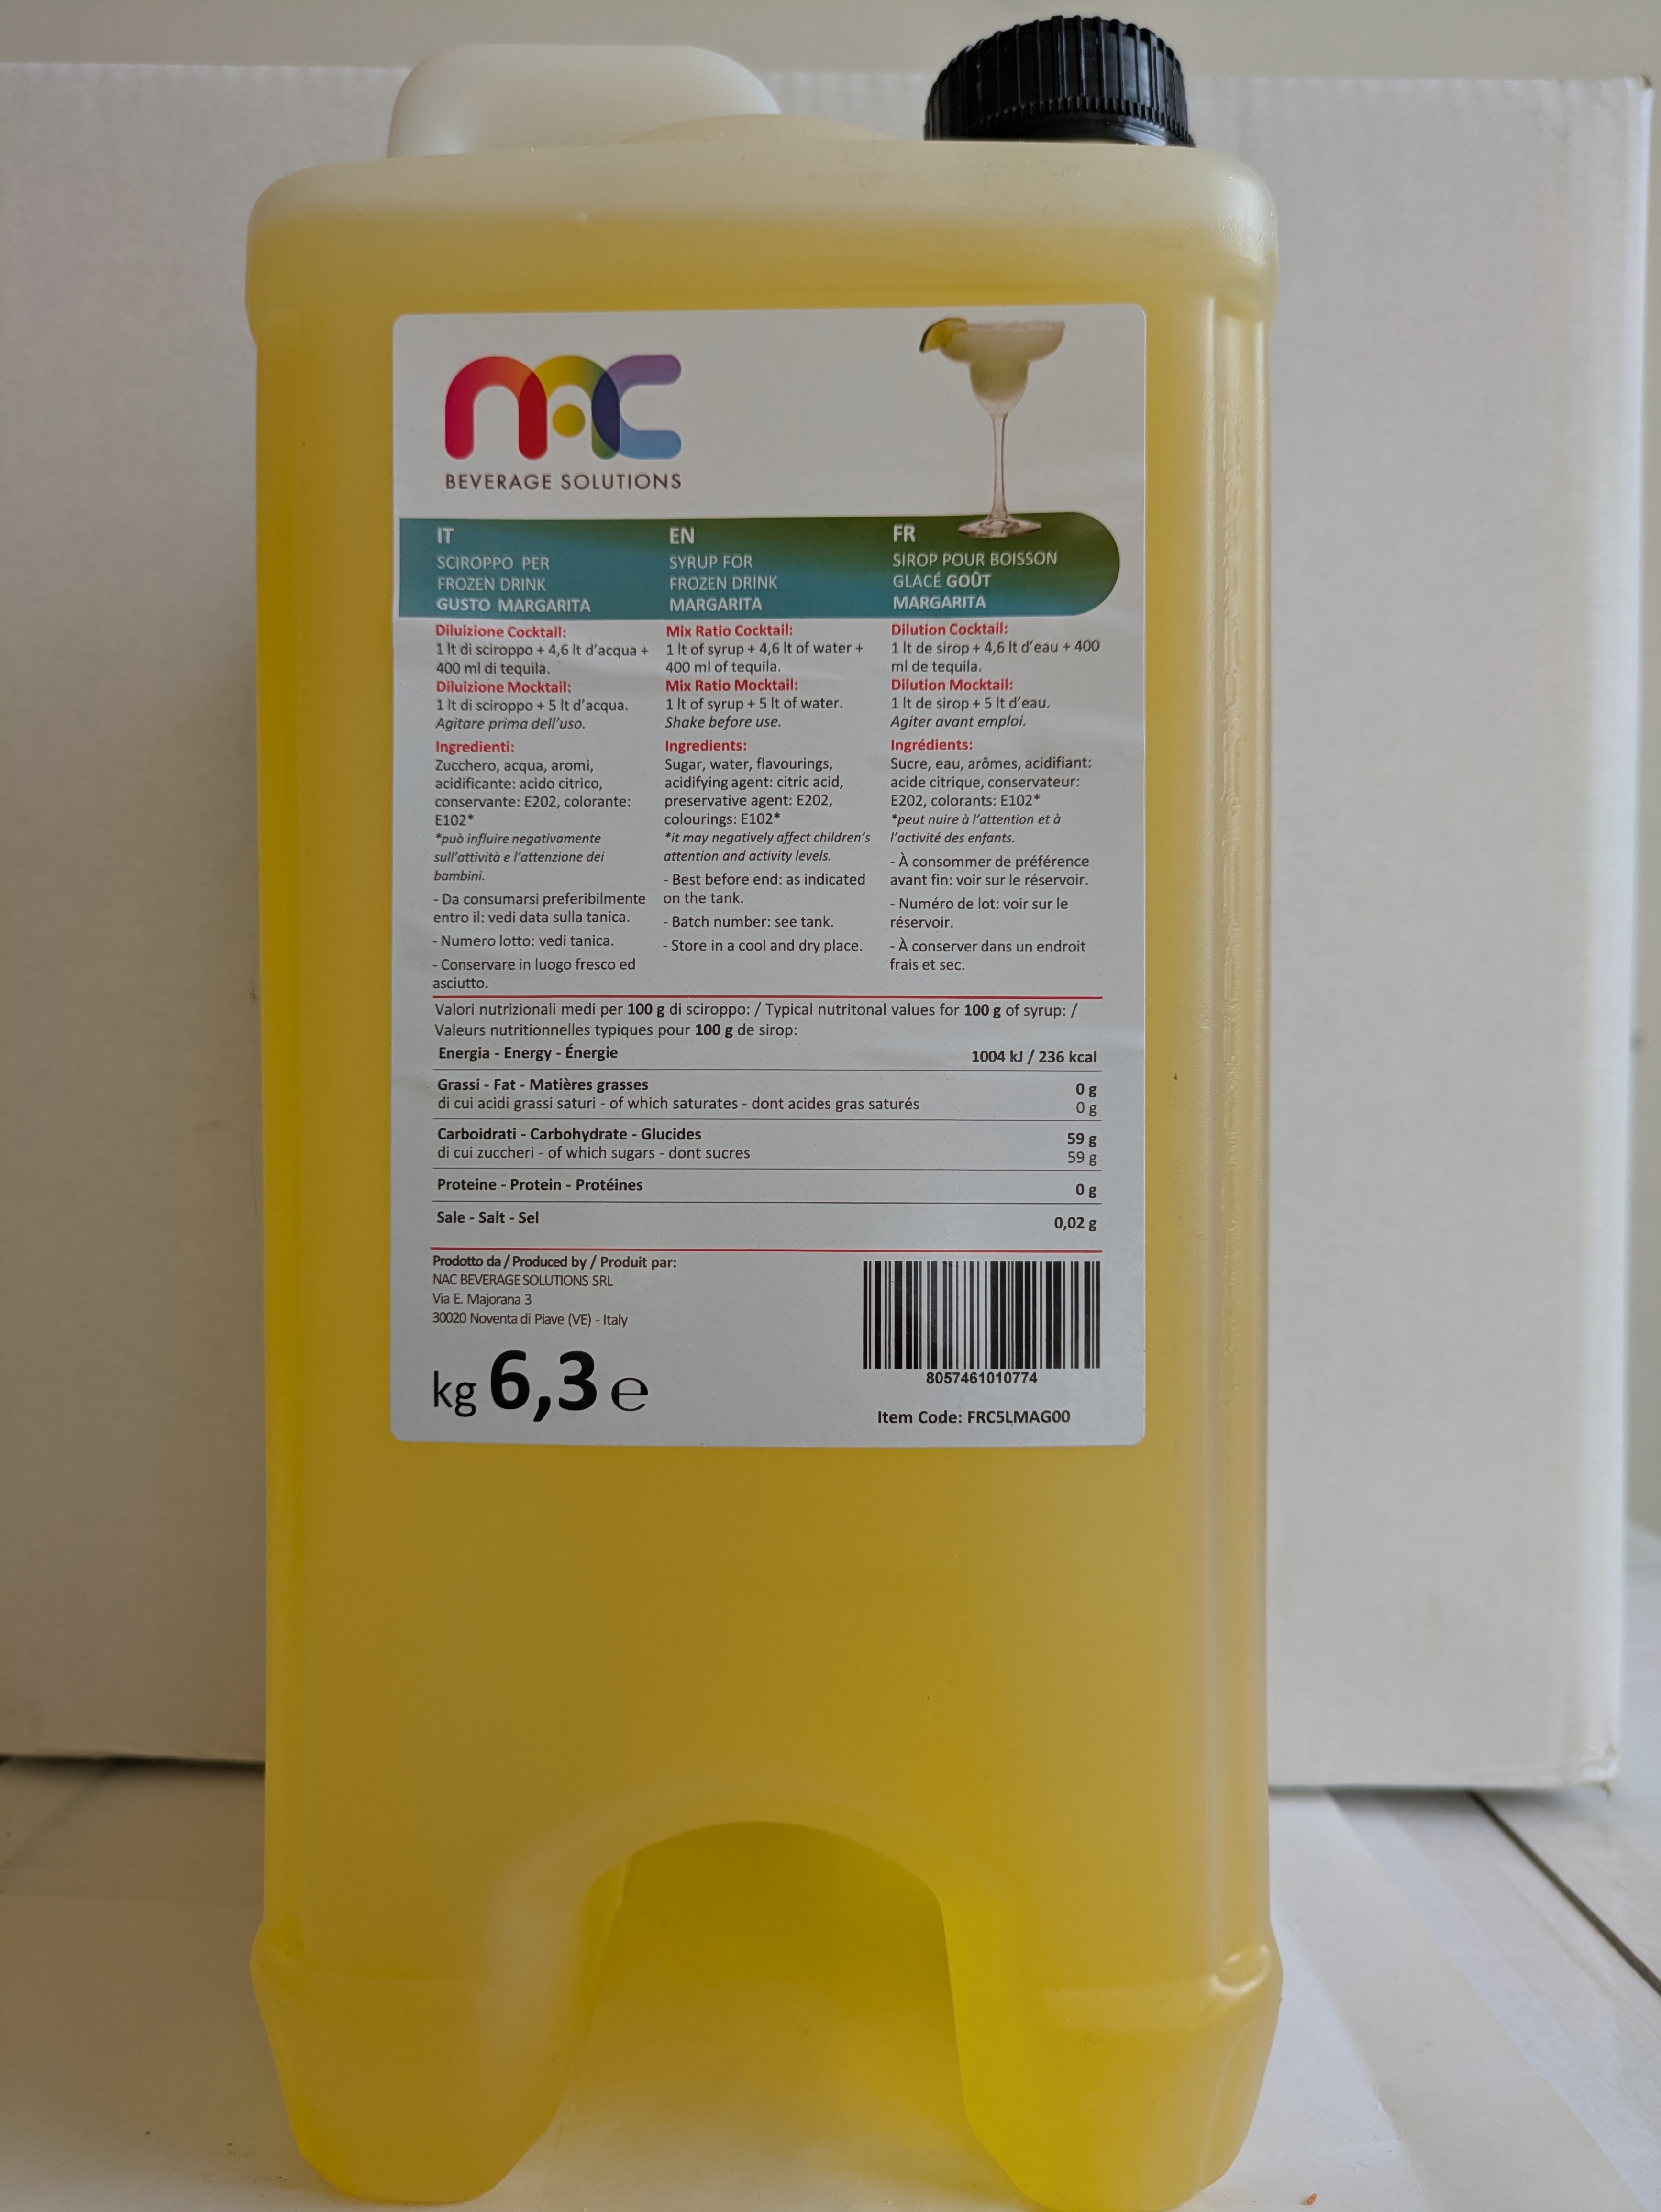 nac
BEVERAGE SOLUTIONS
IT
SCIROPPO PER
FROZEN DRINK
GUSTO MARGARITA
EN
SYRUP FOR
FROZEN DRINK
MARGARITA
FR
SIROP POUR BOISSON
GLACÉ GOÛT
MARGARITA
Diluizione Cocktail:
1 lt di sciroppo + 4,6 lt d'acqua +
400 ml di tequila.
Diluizione Mocktail:
1 lt di sciroppo + 5 lt d'acqua.
Agitare prima dell'uso.
Ingredienti:
Zucchero, acqua, aromi,
acidificante: acido citrico,
conservante: E202, colorante:
E102*
*può influire negativamente
sull'attività e l'attenzione dei
bambini.
- Da consumarsi preferibilmente
entro il: vedi data sulla tanica.
- Numero lotto: vedi tanica.
- Conservare in luogo fresco ed
asciutto.
Mix Ratio Cocktail:
1 lt of syrup + 4,6 lt of water +
400 ml of tequila.
Mix Ratio Mocktail:
1 lt of syrup + 5 lt of water.
Shake before use.
Ingredients:
Sugar, water, flavourings,
acidifying agent: citric acid,
preservative agent: E202,
colourings: E102*
*it may negatively affect children's
attention and activity levels.
- Best before end: as indicated
on the tank.
- Batch number: see tank.
- Store in a cool and dry place.
Dilution Cocktail:
1 lt de sirop + 4,6 lt d'eau + 400
ml de tequila.
Dilution Mocktail:
1 lt de sirop + 5 lt d'eau.
Agiter avant emploi.
Ingrédients:
Sucre, eau, arômes, acidifiant:
acide citrique, conservateur:
E202, colorants: E102*
*peut nuire à l'attention et à
l'activité des enfants.
- À consommer de préférence
avant fin: voir sur le réservoir.
- Numéro de lot: voir sur le
réservoir.
- À conserver dans un endroit
frais et sec.
Valori nutrizionali medi per 100 g di sciroppo: / Typical nutritonal values for 100 g of syrup: /
Valeurs nutritionnelles typiques pour 100 g de sirop:
Energia - Energy - Énergie 1004 kJ / 236 kcal
Grassi - Fat - Matières grasses 0 g
di cui acidi grassi saturi - of which saturates - dont acides gras saturés 0 g
Carboidrati - Carbohydrate - Glucides 59 g
di cui zuccheri - of which sugars - dont sucres 59 g
Proteine - Protein - Protéines 0 g
Sale - Salt - Sel 0,02 g
Prodotto da / Produced by / Produit par:
NAC BEVERAGE SOLUTIONS SRL
Via E. Majorana 3
30020 Noventa di Piave (VE) - Italy
kg 6,3 e
8057461010774
Item Code: FRC5LMAG00